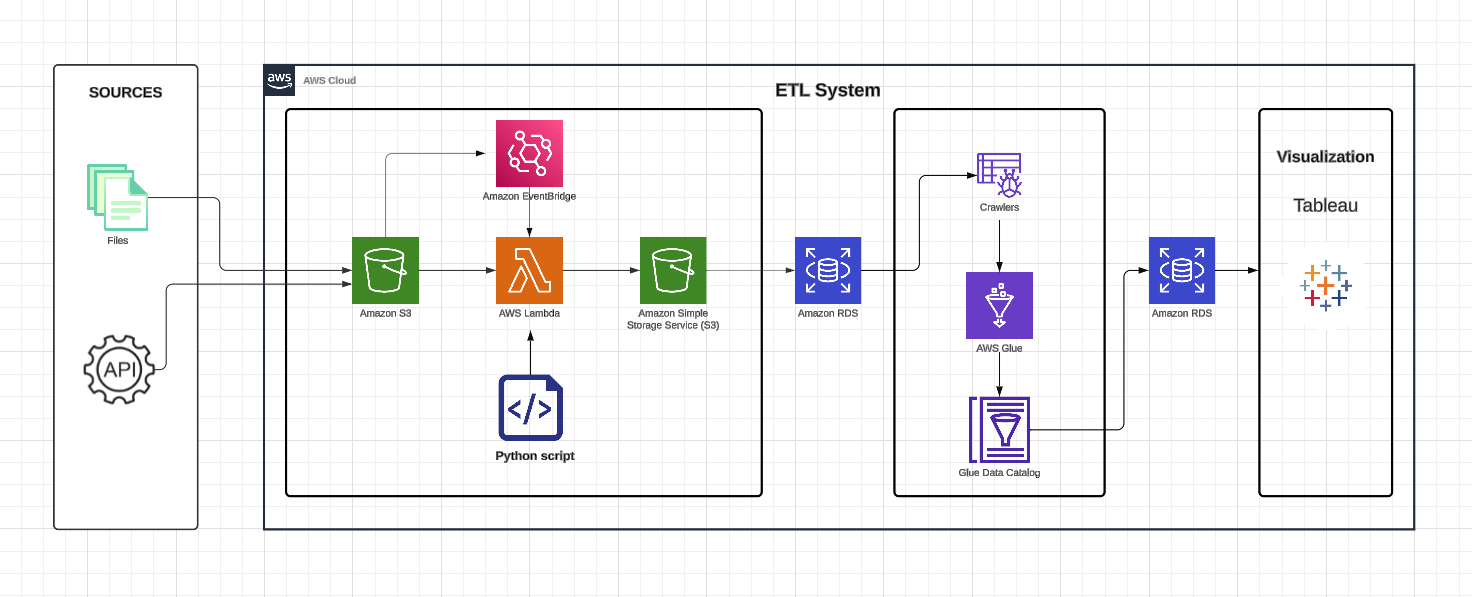 aws
AWS Cloud
ETL System
SOURCES
Files
API
Amazon EventBridge
Amazon S3
AWS Lambda
Amazon Simple
Storage Service (S3)
</>
Python script
Amazon RDS
Crawlers
AWS Glue
Glue Data Catalog
Amazon RDS
Visualization
Tableau